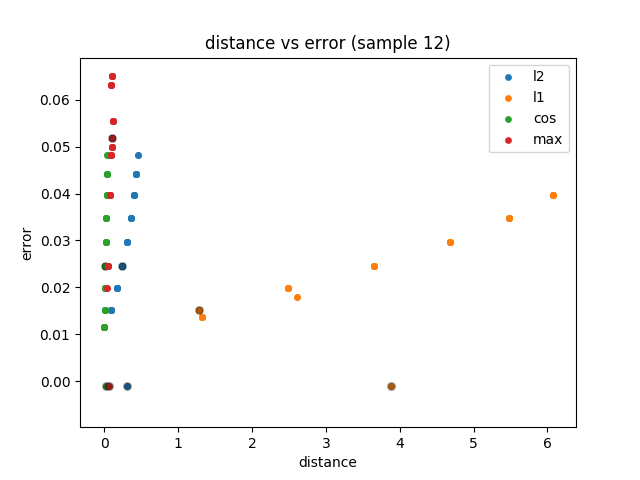 distance vs error (sample 12)
l2
l1
cos
max
0.06
0.05
0.04
0.03
0.02
0.01
0.00
error
0 1 2 3 4 5 6
distance